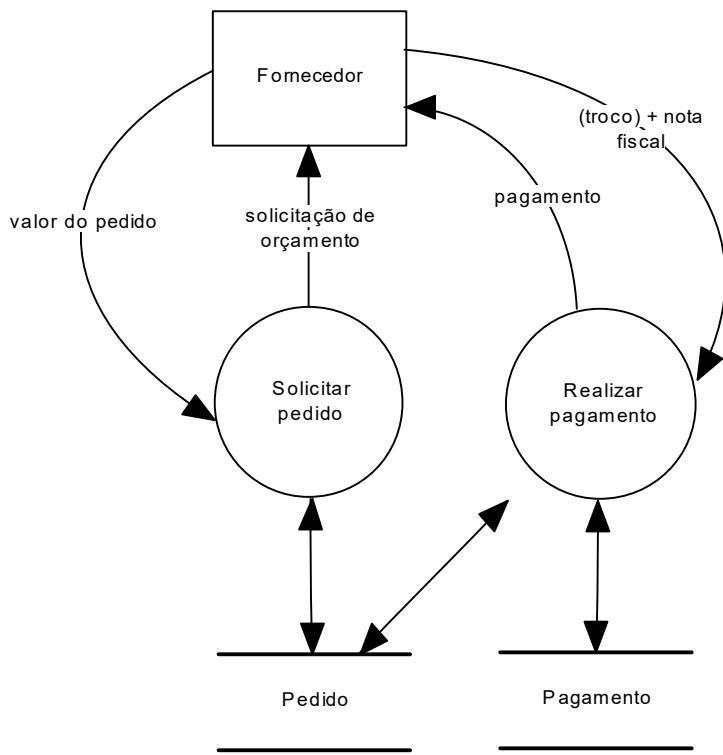 Fornecedor
(troco) + nota
fiscal
pagamento
valor do pedido
solicitação de
orçamento
Solicitar
pedido
Realizar
pagamento
Pedido
Pagamento